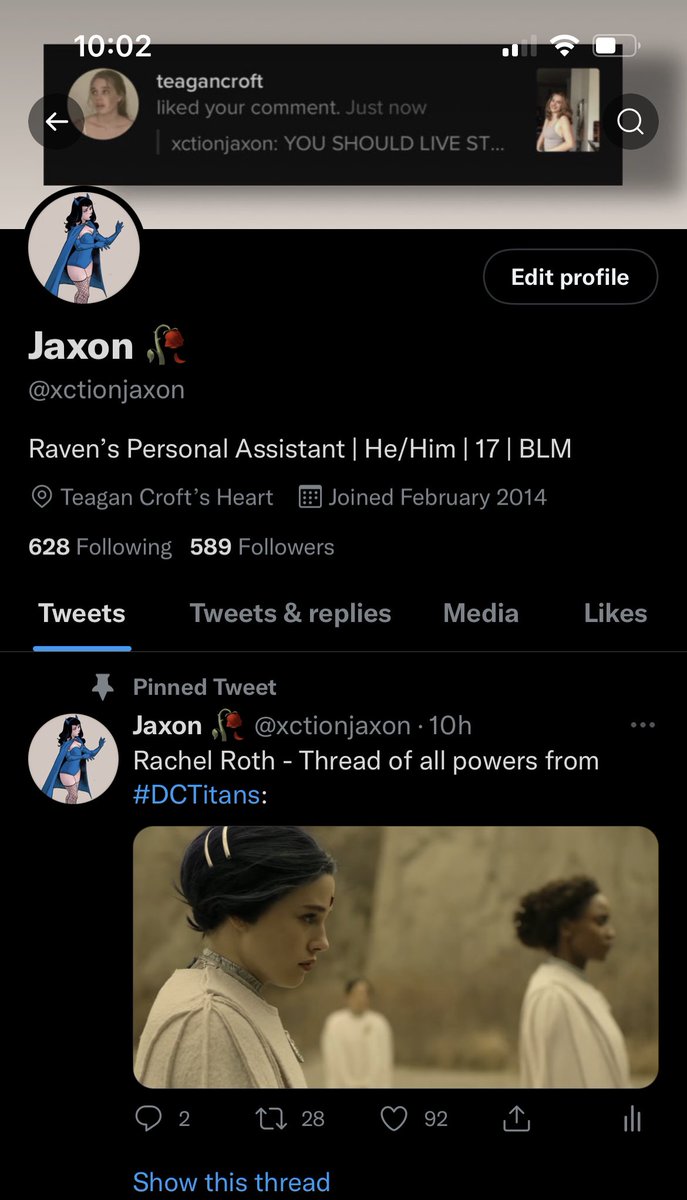 10:02
teagancroft
liked your comment. Just now
xctionjaxon: YOU SHOULD LIVE ST...
Edit profile
Jaxon 🥀
@xctionjaxon
Raven’s Personal Assistant | He/Him | 17 | BLM
Teagan Croft’s Heart Joined February 2014
628 Following 589 Followers
Tweets Tweets & replies Media Likes
Pinned Tweet
Jaxon 🥀 @xctionjaxon · 10h
Rachel Roth - Thread of all powers from
#DCTitans:
2 28 92
Show this thread